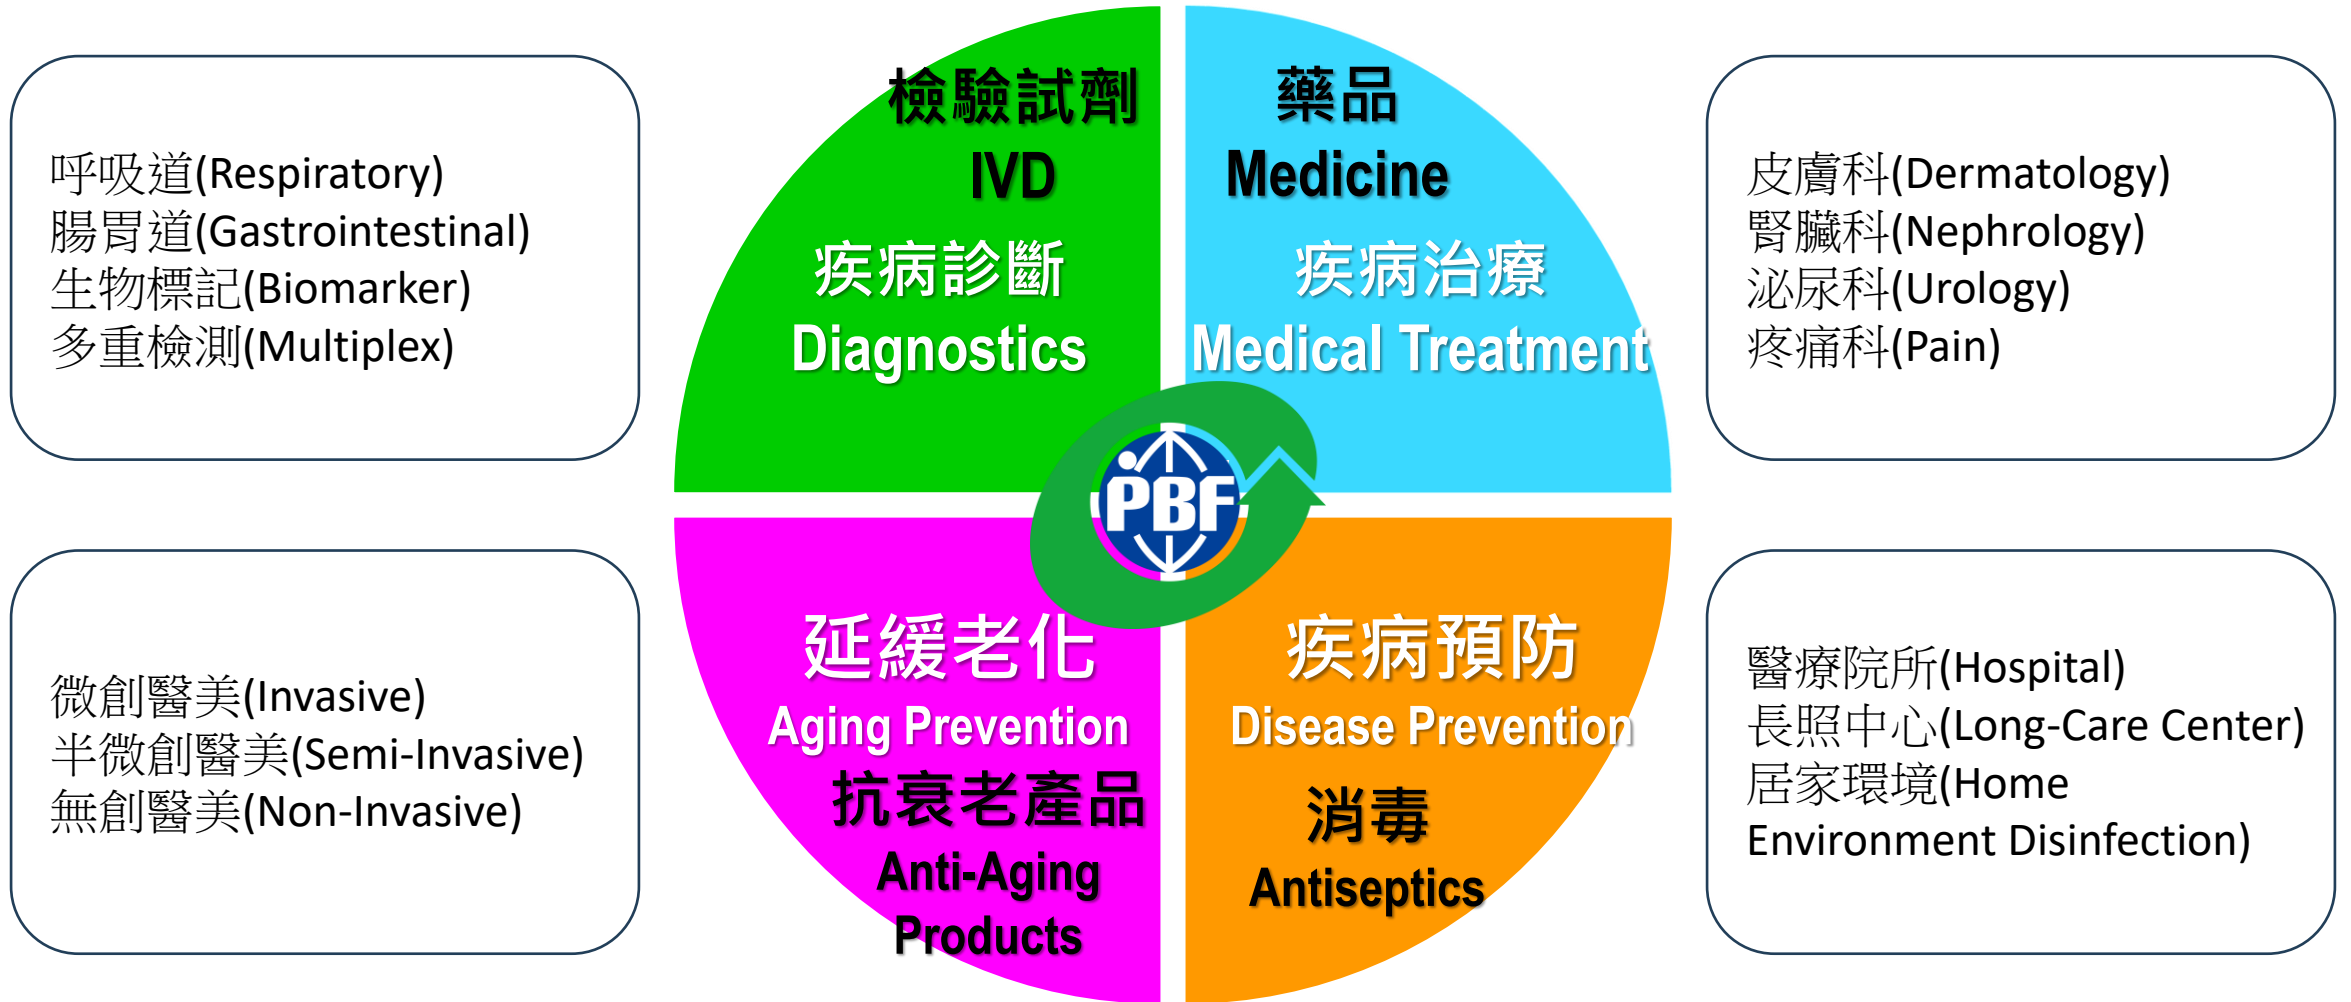 呼吸道(Respiratory)
腸胃道(Gastrointestinal)
生物標記(Biomarker)
多重檢測(Multiplex)
檢驗試劑
IVD
疾病診斷
Diagnostics
藥品
Medicine
疾病治療
Medical Treatment
皮膚科(Dermatology)
腎臟科(Nephrology)
泌尿科(Urology)
疼痛科(Pain)
PBF
微創醫美(Invasive)
半微創醫美(Semi-Invasive)
無創醫美(Non-Invasive)
延緩老化
Aging Prevention
抗衰老產品
Anti-Aging
Products
疾病預防
Disease Prevention
消毒
Antiseptics
醫療院所(Hospital)
長照中心(Long-Care Center)
居家環境(Home
Environment Disinfection)